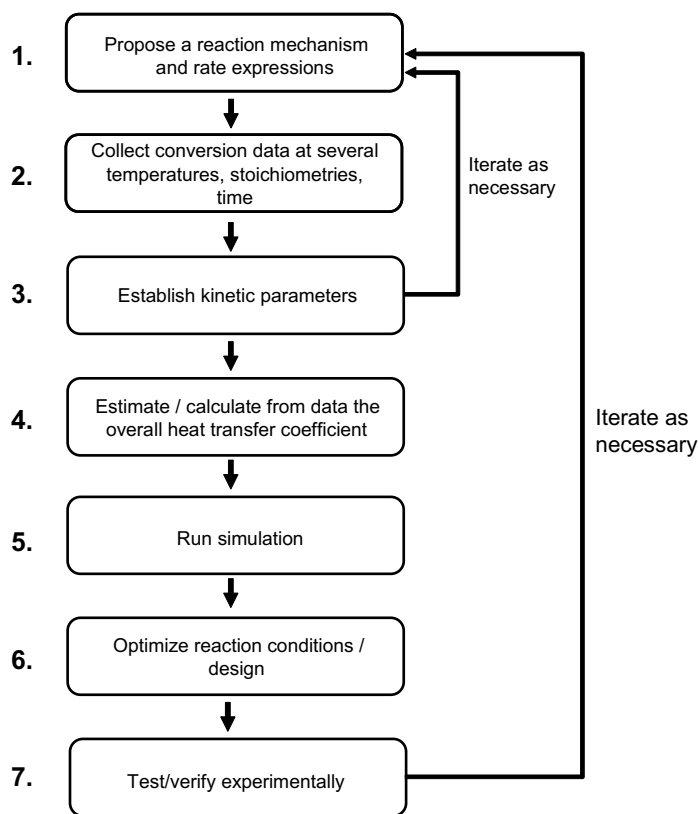 1.
Propose a reaction mechanism
and rate expressions
2.
Collect conversion data at several
temperatures, stoichiometries,
time
Iterate as
necessary
3.
Establish kinetic parameters
4.
Estimate / calculate from data the
overall heat transfer coefficient
Iterate as
necessary
5.
Run simulation
6.
Optimize reaction conditions /
design
7.
Test/verify experimentally